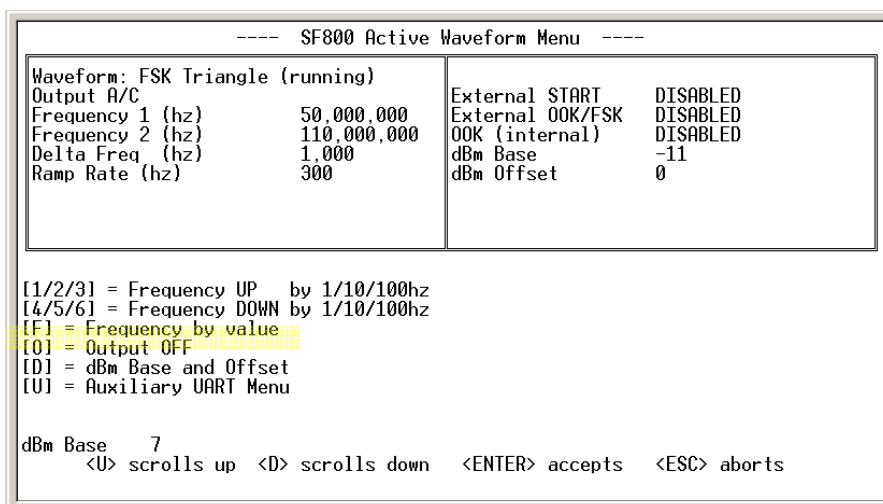 ---- SF800 Active Waveform Menu ----
Waveform: FSK Triangle (running)
Output A/C
Frequency 1 (hz) 50,000,000
Frequency 2 (hz) 110,000,000
Delta Freq (hz) 1,000
Ramp Rate (hz) 300
External START DISABLED
External OOK/FSK DISABLED
OOK (internal) DISABLED
dBm Base -11
dBm Offset 0
[1/2/3] = Frequency UP by 1/10/100hz
[4/5/6] = Frequency DOWN by 1/10/100hz
[F] = Frequency by value
[O] = Output OFF
[D] = dBm Base and Offset
[U] = Auxiliary UART Menu
dBm Base 7
<U> scrolls up <D> scrolls down <ENTER> accepts <ESC> aborts